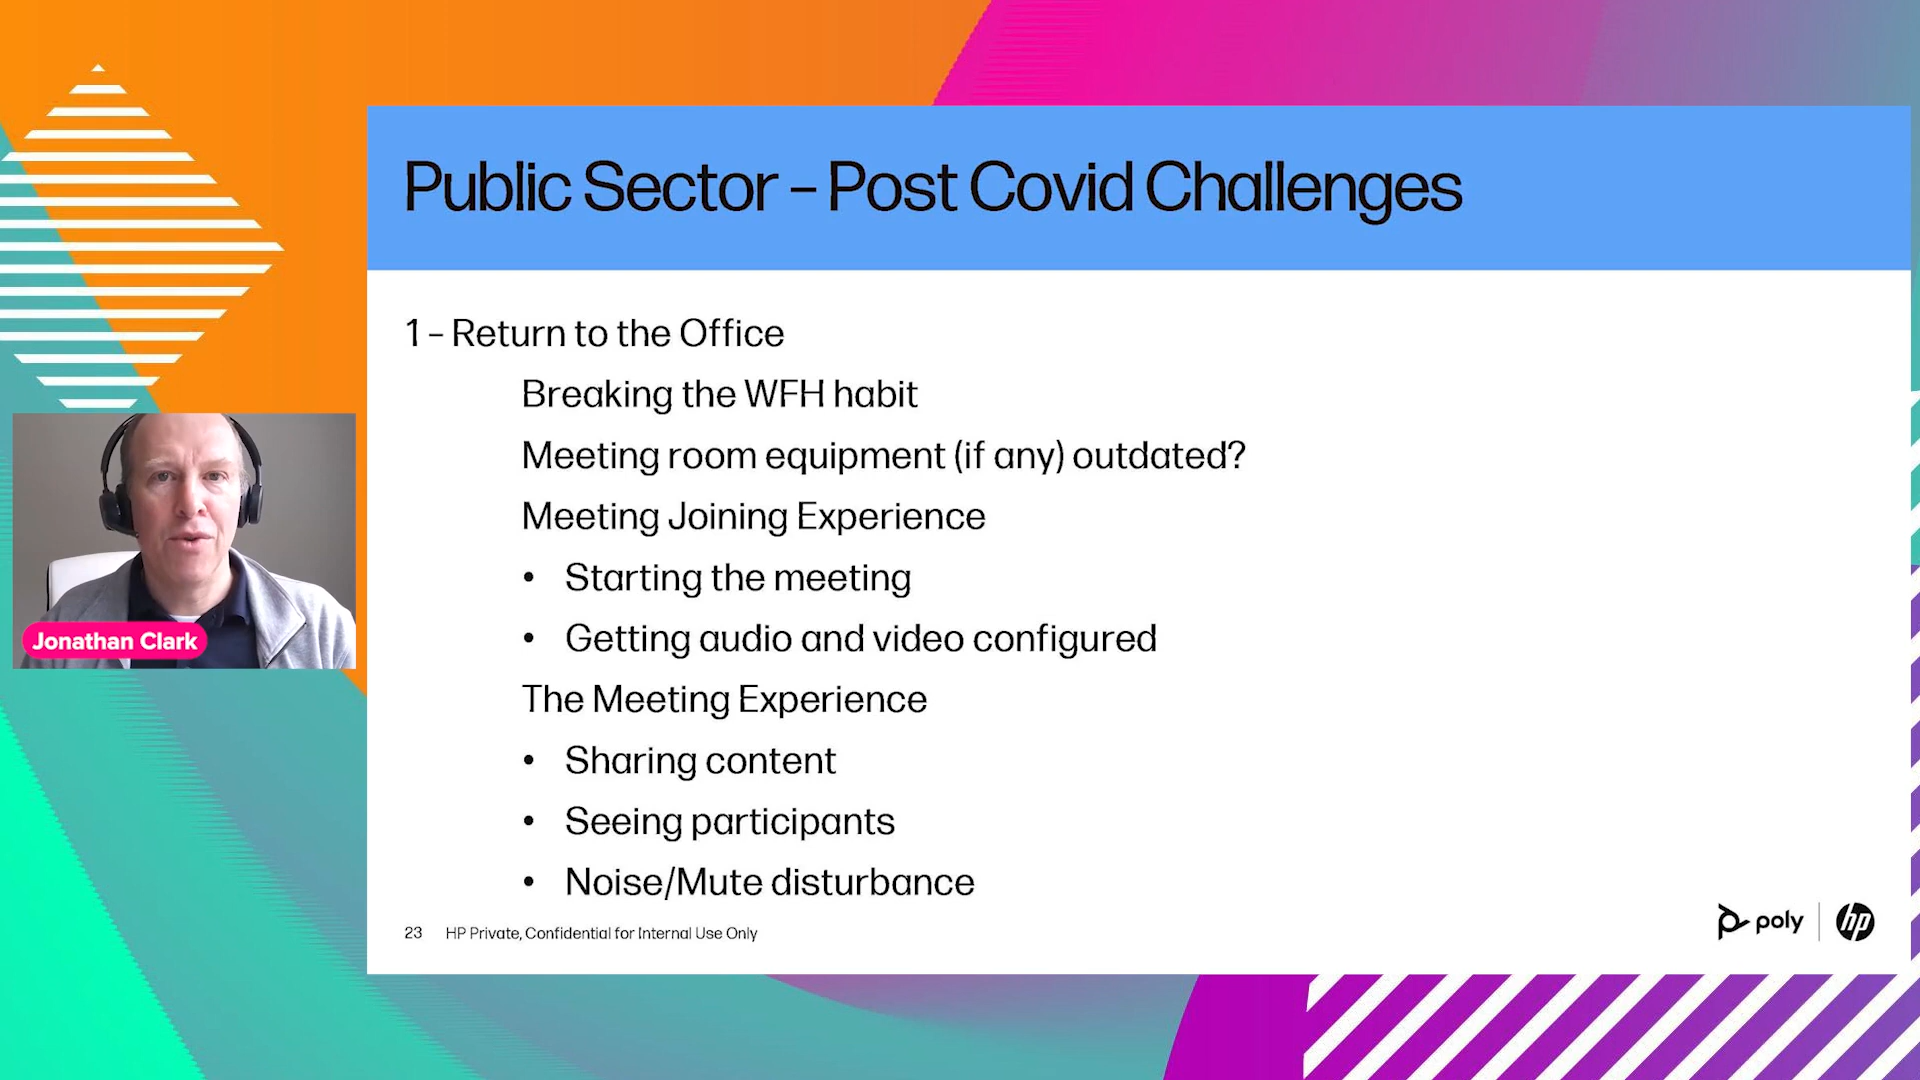 Public Sector – Post Covid Challenges
1 – Return to the Office
Breaking the WFH habit
Meeting room equipment (if any) outdated?
Meeting Joining Experience
• Starting the meeting
• Getting audio and video configured
The Meeting Experience
• Sharing content
• Seeing participants
• Noise/Mute disturbance
Jonathan Clark
23 HP Private, Confidential for Internal Use Only
poly | hp